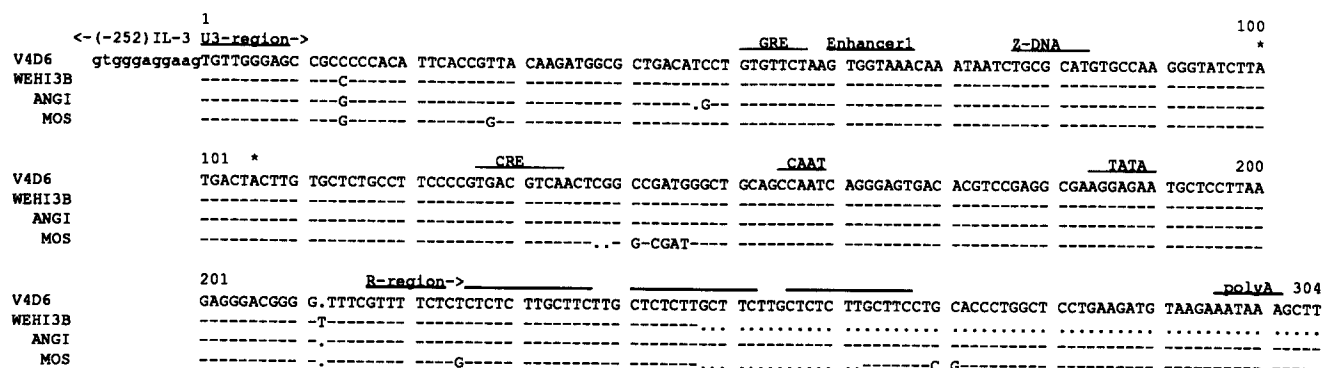 1
<-(-252)IL-3 U3-region-> GRE Enhancer1 Z-DNA 100
*
V4D6 gtgggaggaagTGTTGGGAGC CGCCCCCACA TTCACCGTTA CAAGATGGCG CTGACATCCT GTGTTCTAAG TGGTAAACAA ATAATCTGCG CATGTGCCAA GGGTATCTTA
WEHI3B ---------- ---C------ ---------- ---------- ---------- ---------- ---------- ---------- ---------- ----------
ANGI ---------- ---G------ ---------- ---------- ------.G-- ---------- ---------- ---------- ---------- ----------
MOS ---------- ---G------ -------G-- ---------- ---------- ---------- ---------- ---------- ---------- ----------
101 * CRE CAAT TATA 200
V4D6 TGACTACTTG TGCTCTGCCT TCCCCGTGAC GTCAACTCGG CCGATGGGCT GCAGCCAATC AGGGAGTGAC ACGTCCGAGG CGAAGGAGAA TGCTCCTTAA
WEHI3B ---------- ---------- ---------- ---------- ---------- ---------- ---------- ---------- ---------- ----------
ANGI ---------- ---------- ---------- ---------- ---------- ---------- ---------- ---------- ---------- ----------
MOS ---------- ---------- ---------- --------.. G-CGAT---- ---------- ---------- ---------- ---------- ----------
201 R-region-> polyA 304
V4D6 GAGGGACGGG G.TTTCGTTT TCTCTCTCTC TTGCTTCTTG CTCTCTTGCT TCTTGCTCTC TTGCTTCCTG CACCCTGGCT CCTGAAGATG TAAGAAATAA AGCTT
WEHI3B ---------- -T-------- ---------- ---------- -------... .......... .......... .......... .......... .......... .....
ANGI ---------- -.-------- ---------- ---------- ---------- ---------- ---------- ---------- ---------- ---------- -----
MOS ---------- -.-------- ----G----- ---------- -------... .......... ..-------C G--------- ---------- ---------- -----